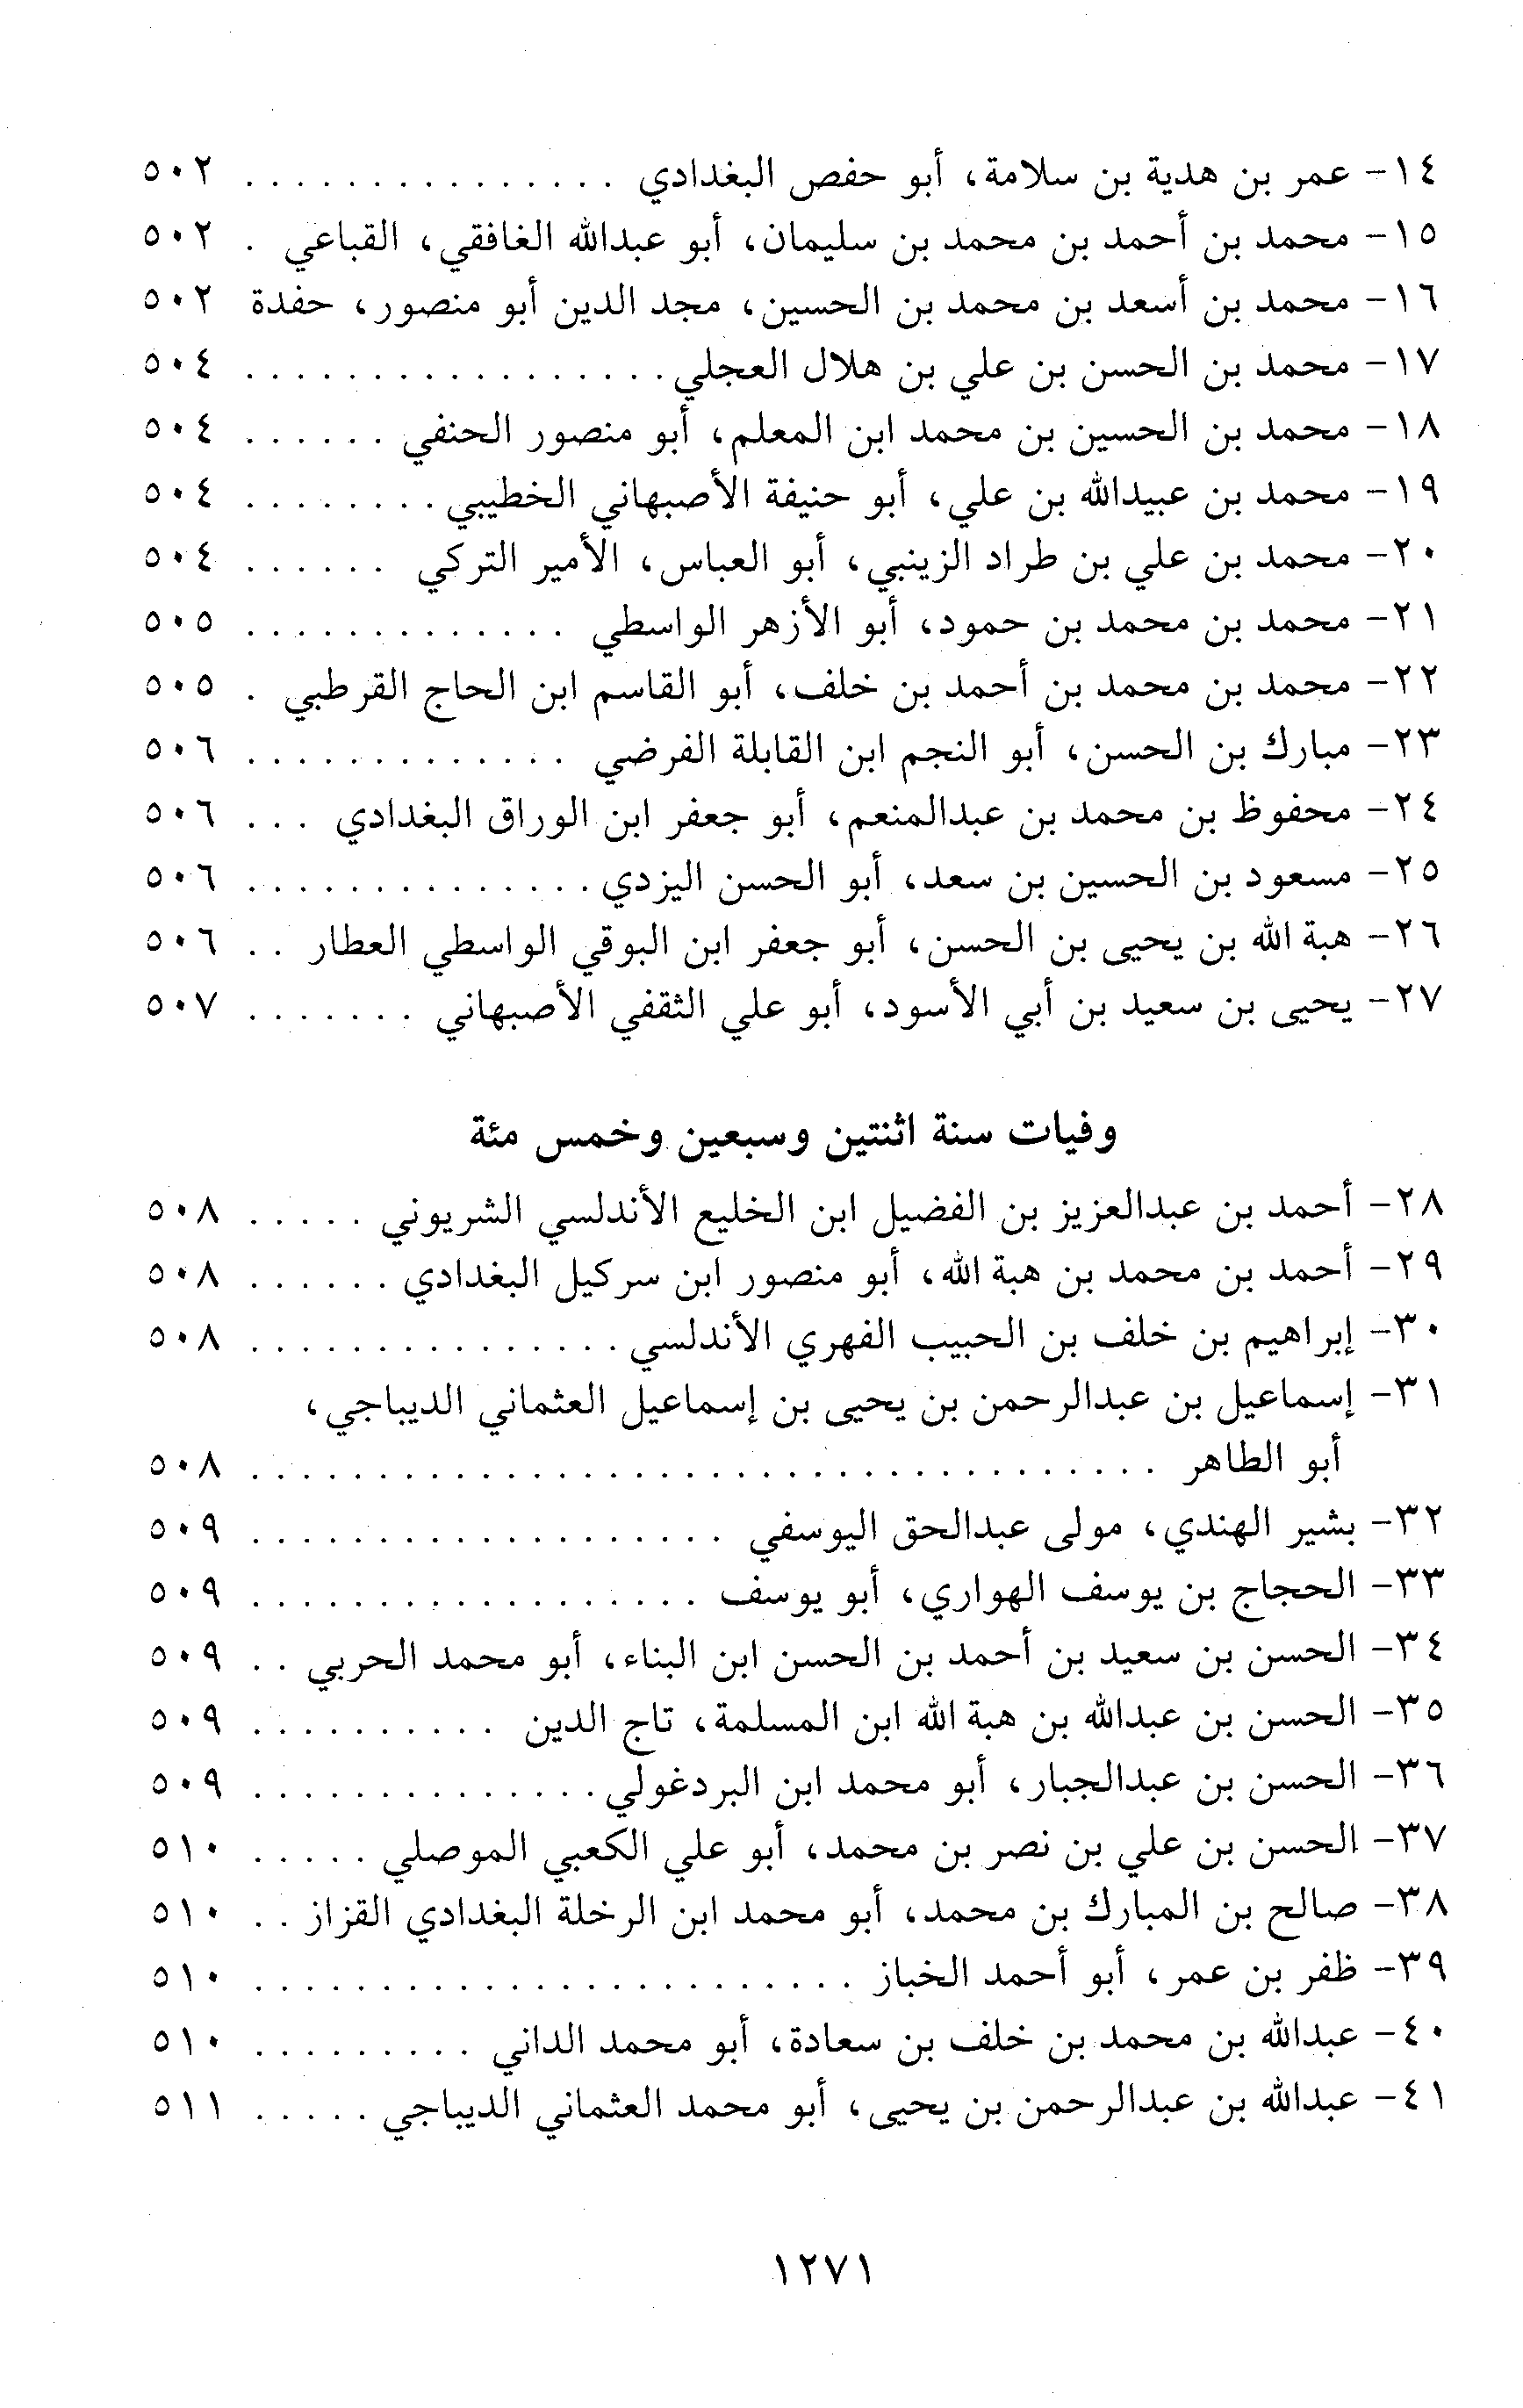 ١٤- عمر بن هدية بن سلامة، أبو حفص البغدادي . . . . . . . . . . . . . . . ٥٠٢
١٥- محمد بن أحمد بن محمد بن سليمان، أبو عبدالله الغافقي، القباعي . ٥٠٢
١٦- محمد بن أسعد بن محمد بن الحسين، مجد الدين أبو منصور، حفدة ٥٠٢
١٧- محمد بن الحسن بن علي بن هلال العجلي . . . . . . . . . . . . . . . . . ٥٠٤
١٨- محمد بن الحسين بن محمد ابن المعلم، أبو منصور الحنفي . . . . . . ٥٠٤
١٩- محمد بن عبيدالله بن علي، أبو حنيفة الأصبهاني الخطيبي . . . . . . . . ٥٠٤
٢٠- محمد بن علي بن طراد الزينبي، أبو العباس، الأمير التركي . . . . . . ٥٠٤
٢١- محمد بن محمد بن حمود، أبو الأزهر الواسطي . . . . . . . . . . . . . ٥٠٥
٢٢- محمد بن محمد بن أحمد بن خلف، أبو القاسم ابن الحاج القرطبي . ٥٠٥
٢٣- مبارك بن الحسن، أبو النجم ابن القابلة الفرضي . . . . . . . . . . . . . ٥٠٦
٢٤- محفوظ بن محمد بن عبدالمنعم، أبو جعفر ابن الوراق البغدادي . . . ٥٠٦
٢٥- مسعود بن الحسين بن سعد، أبو الحسن اليزدي . . . . . . . . . . . . . . ٥٠٦
٢٦- هبة الله بن يحيى بن الحسن، أبو جعفر ابن البوقي الواسطي العطار . . ٥٠٦
٢٧- يحيى بن سعيد بن أبي الأسود، أبو علي الثقفي الأصبهاني . . . . . . . ٥٠٧
وفيات سنة اثنتين وسبعين وخمس مئة
٢٨- أحمد بن عبدالعزيز بن الفضيل ابن الخليع الأندلسي الشريوني . . . . . ٥٠٨
٢٩- أحمد بن محمد بن هبة الله، أبو منصور ابن سركيل البغدادي . . . . . . ٥٠٨
٣٠- إبراهيم بن خلف بن الحبيب الفهري الأندلسي . . . . . . . . . . . . . . . ٥٠٨
٣١- إسماعيل بن عبدالرحمن بن يحيى بن إسماعيل العثماني الديباجي،
أبو الطاهر . . . . . . . . . . . . . . . . . . . . . . . . . . . . . . . . . . . . ٥٠٨
٣٢- بشير الهندي، مولى عبدالحق اليوسفي . . . . . . . . . . . . . . . . . . . ٥٠٩
٣٣- الحجاج بن يوسف الهواري، أبو يوسف . . . . . . . . . . . . . . . . . . ٥٠٩
٣٤- الحسن بن سعيد بن أحمد بن الحسن ابن البناء، أبو محمد الحربي . . ٥٠٩
٣٥- الحسن بن عبدالله بن هبة الله ابن المسلمة، تاج الدين . . . . . . . . . . ٥٠٩
٣٦- الحسن بن عبدالجبار، أبو محمد ابن البردغولي . . . . . . . . . . . . . . ٥٠٩
٣٧- الحسن بن علي بن نصر بن محمد، أبو علي الكعبي الموصلي . . . . . ٥١٠
٣٨- صالح بن المبارك بن محمد، أبو محمد ابن الرخلة البغدادي القزاز . . ٥١٠
٣٩- ظفر بن عمر، أبو أحمد الخباز . . . . . . . . . . . . . . . . . . . . . . . . ٥١٠
٤٠- عبدالله بن محمد بن خلف بن سعادة، أبو محمد الداني . . . . . . . . . ٥١٠
٤١- عبدالله بن عبدالرحمن بن يحيى، أبو محمد العثماني الديباجي . . . . . ٥١١
١٢٧١